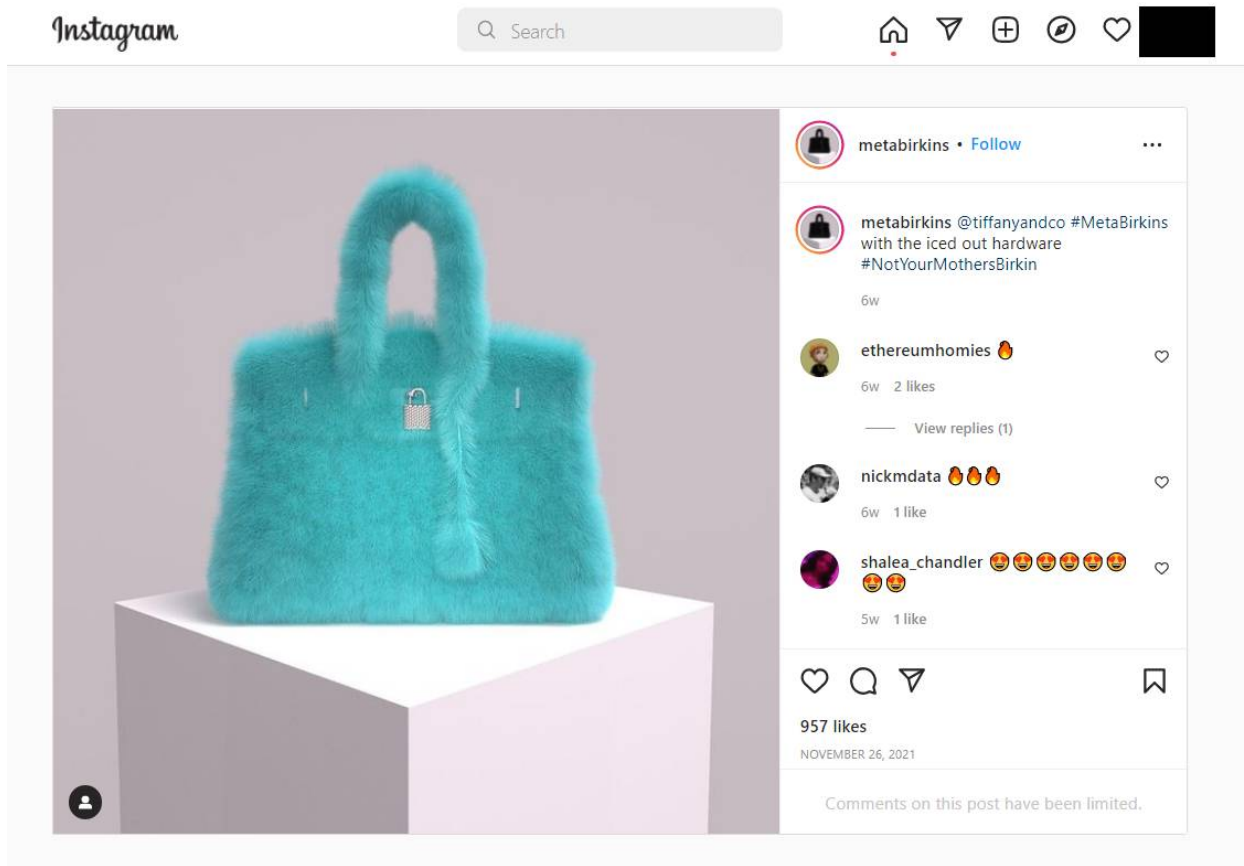 Instagram
Search
metabirkins • Follow
metabirkins @tiffanyandco #MetaBirkins
with the iced out hardware
#NotYourMothersBirkin
6w
ethereumhomies 🔥
6w 2 likes
View replies (1)
nickmdata 🔥🔥🔥
6w 1 like
shalea_chandler 😍😍😍😍😍😍
😍😍
5w 1 like
957 likes
NOVEMBER 26, 2021
Comments on this post have been limited.